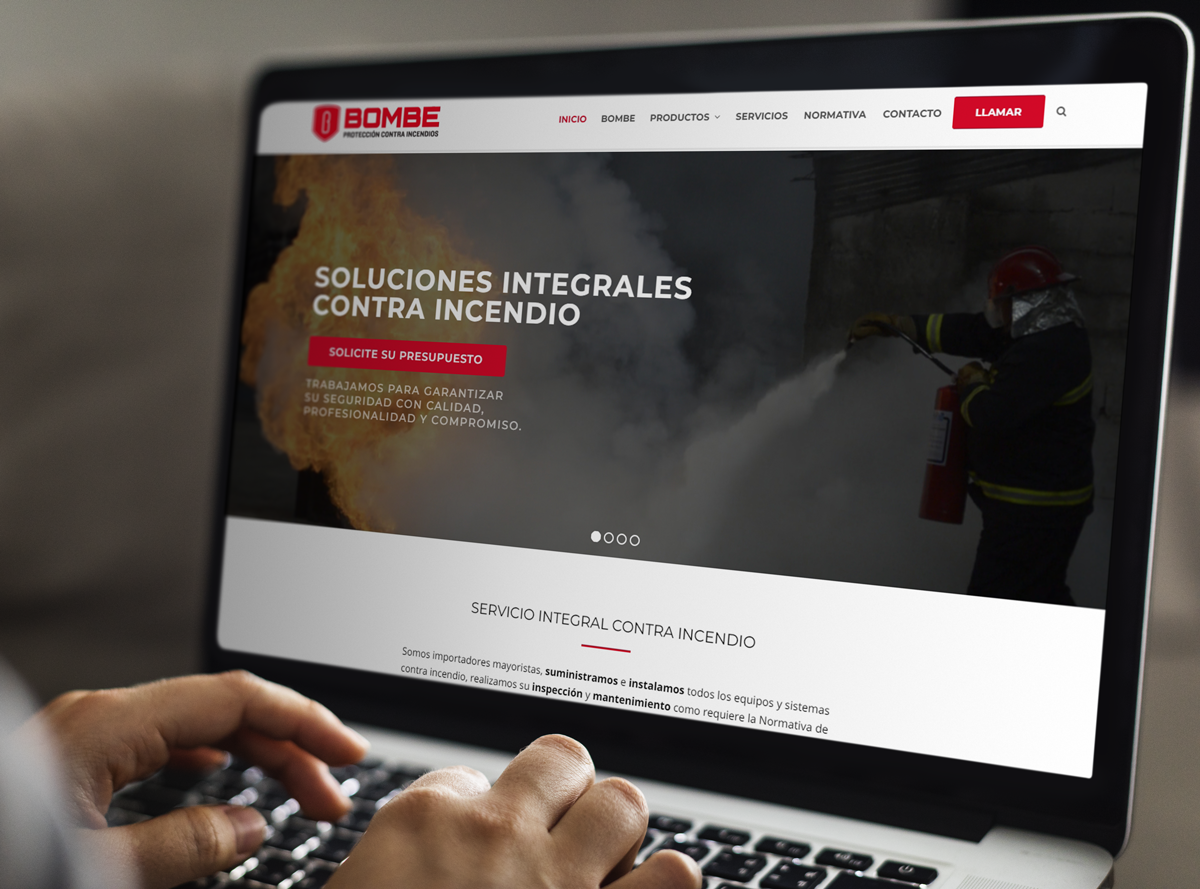 BOMBE
PROTECCIÓN CONTRA INCENDIOS
INICIO BOMBE PRODUCTOS SERVICIOS NORMATIVA CONTACTO LLAMAR
SOLUCIONES INTEGRALES
CONTRA INCENDIO
SOLICITE SU PRESUPUESTO
TRABAJAMOS PARA GARANTIZAR
SU SEGURIDAD CON CALIDAD,
PROFESIONALIDAD Y COMPROMISO.
SERVICIO INTEGRAL CONTRA INCENDIO
Somos importadores mayoristas, suministramos e instalamos todos los equipos y sistemas
contra incendio, realizamos su inspección y mantenimiento como requiere la Normativa de